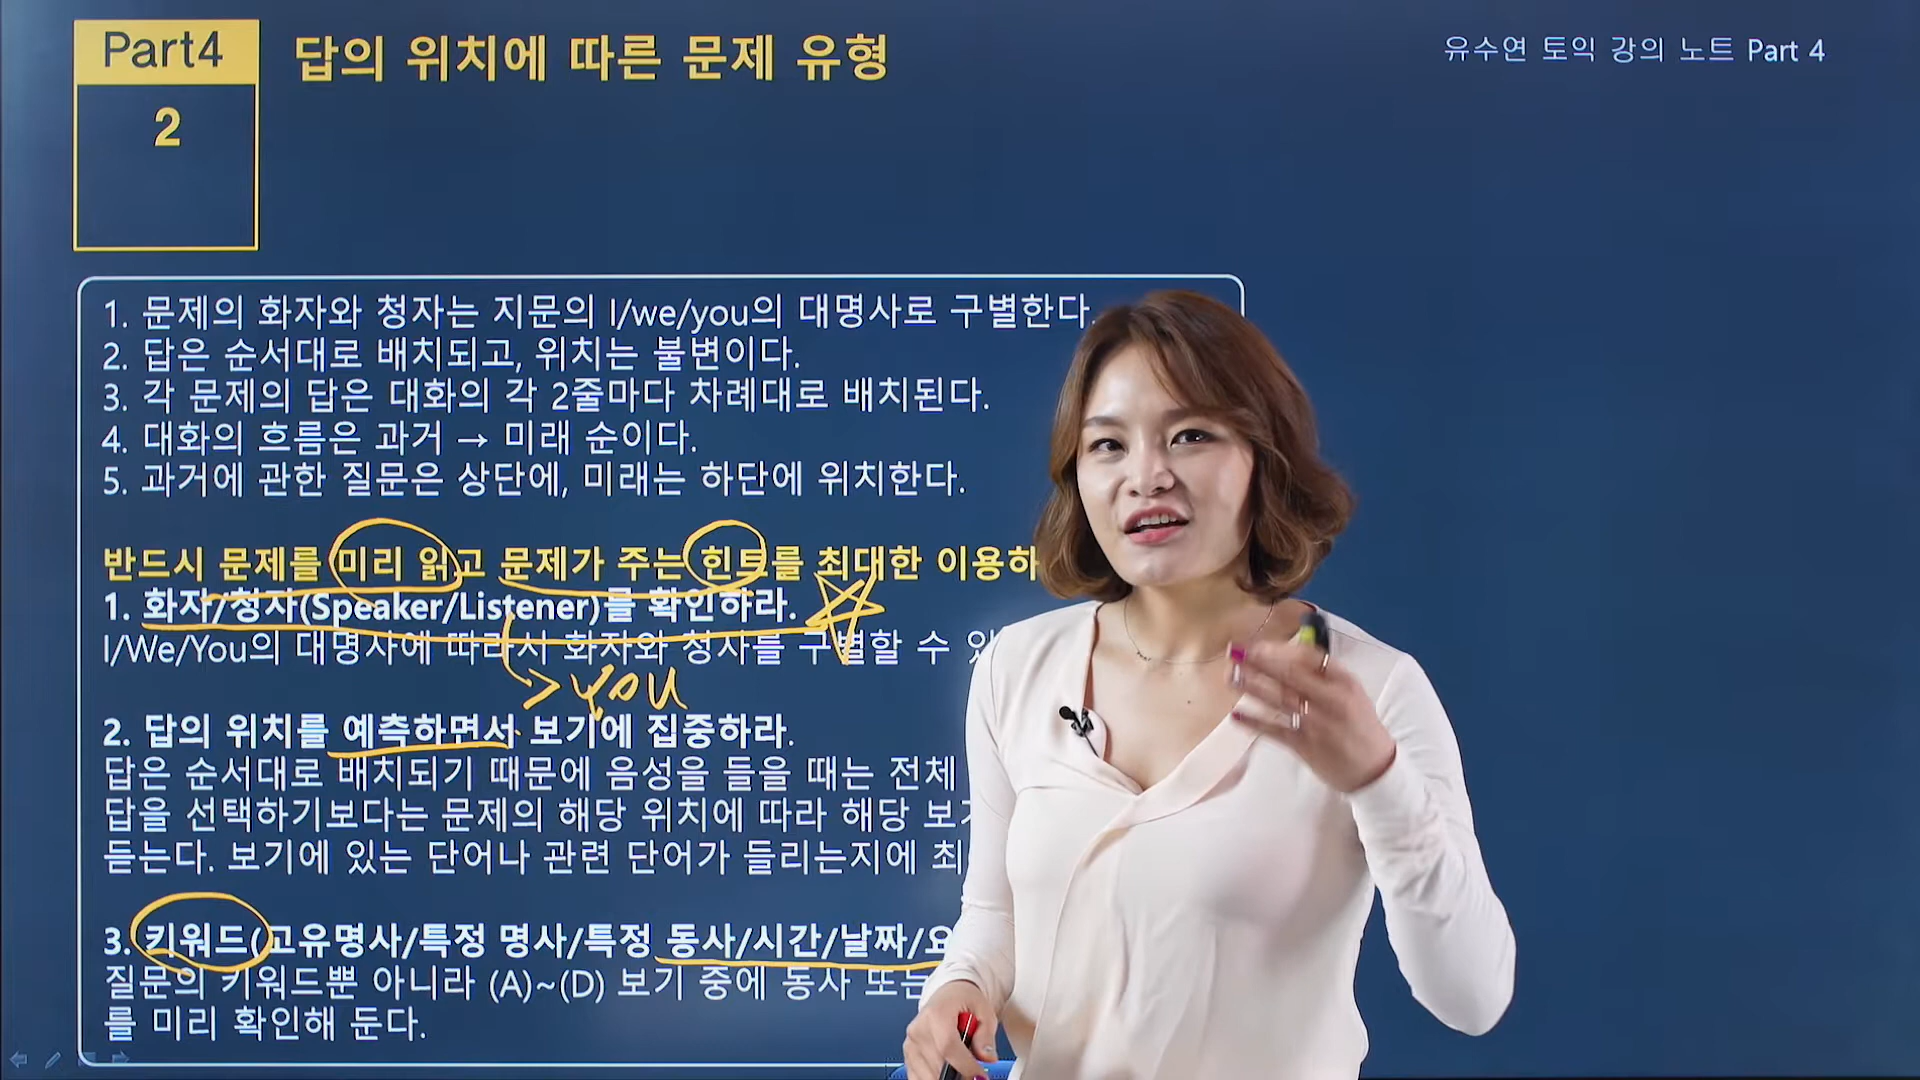 Part4
2
답의 위치에 따른 문제 유형
유수연 토익 강의 노트 Part 4
1. 문제의 화자와 청자는 지문의 I/we/you의 대명사로 구별한다.
2. 답은 순서대로 배치되고, 위치는 불변이다.
3. 각 문제의 답은 대화의 각 2줄마다 차례대로 배치된다.
4. 대화의 흐름은 과거 → 미래 순이다.
5. 과거에 관한 질문은 상단에, 미래는 하단에 위치한다.
반드시 문제를 미리 읽고 문제가 주는 힌트를 최대한 이용하
1. 화자/청자(Speaker/Listener)를 확인하라.
I/We/You의 대명사에 따라서 화자와 청자를 구별할 수 있
you
2. 답의 위치를 예측하면서 보기에 집중하라.
답은 순서대로 배치되기 때문에 음성을 들을 때는 전체
답을 선택하기보다는 문제의 해당 위치에 따라 해당 보기
듣는다. 보기에 있는 단어나 관련 단어가 들리는지에 최
3. 키워드(고유명사/특정 명사/특정 동사/시간/날짜/요
질문의 키워드뿐 아니라 (A)~(D) 보기 중에 동사 또는
를 미리 확인해 둔다.